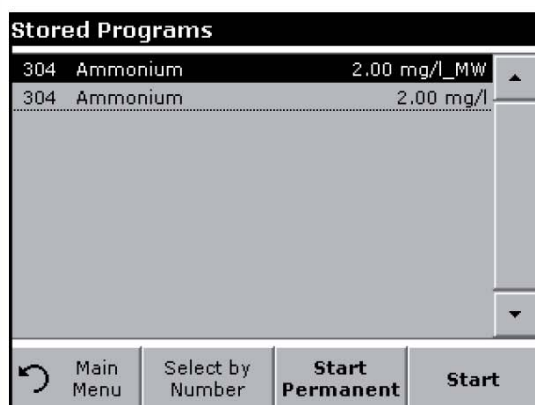 Stored Programs
304 Ammonium 2.00 mg/l_MW
304 Ammonium 2.00 mg/l
Main Menu
Select by Number
Start Permanent
Start